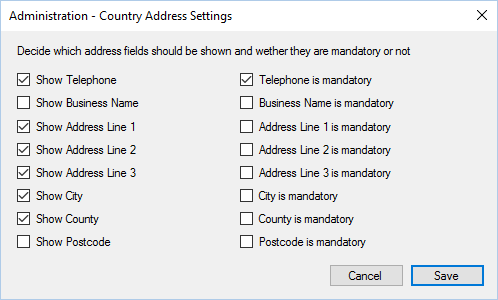 Administration - Country Address Settings
Decide which address fields should be shown and wether they are mandatory or not
Show Telephone Telephone is mandatory
Show Business Name Business Name is mandatory
Show Address Line 1 Address Line 1 is mandatory
Show Address Line 2 Address Line 2 is mandatory
Show Address Line 3 Address Line 3 is mandatory
Show City City is mandatory
Show County County is mandatory
Show Postcode Postcode is mandatory
Cancel Save